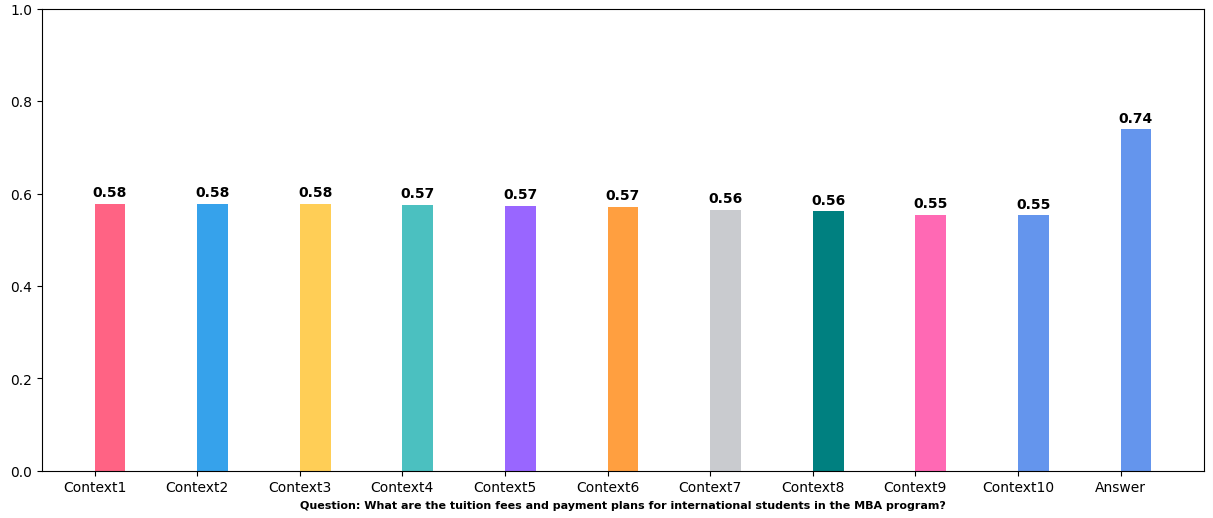 1.0
0.8
0.6
0.4
0.2
0.0
0.58 0.58 0.58 0.57 0.57 0.57 0.56 0.56 0.55 0.55 0.74
Context1 Context2 Context3 Context4 Context5 Context6 Context7 Context8 Context9 Context10 Answer
Question: What are the tuition fees and payment plans for international students in the MBA program?